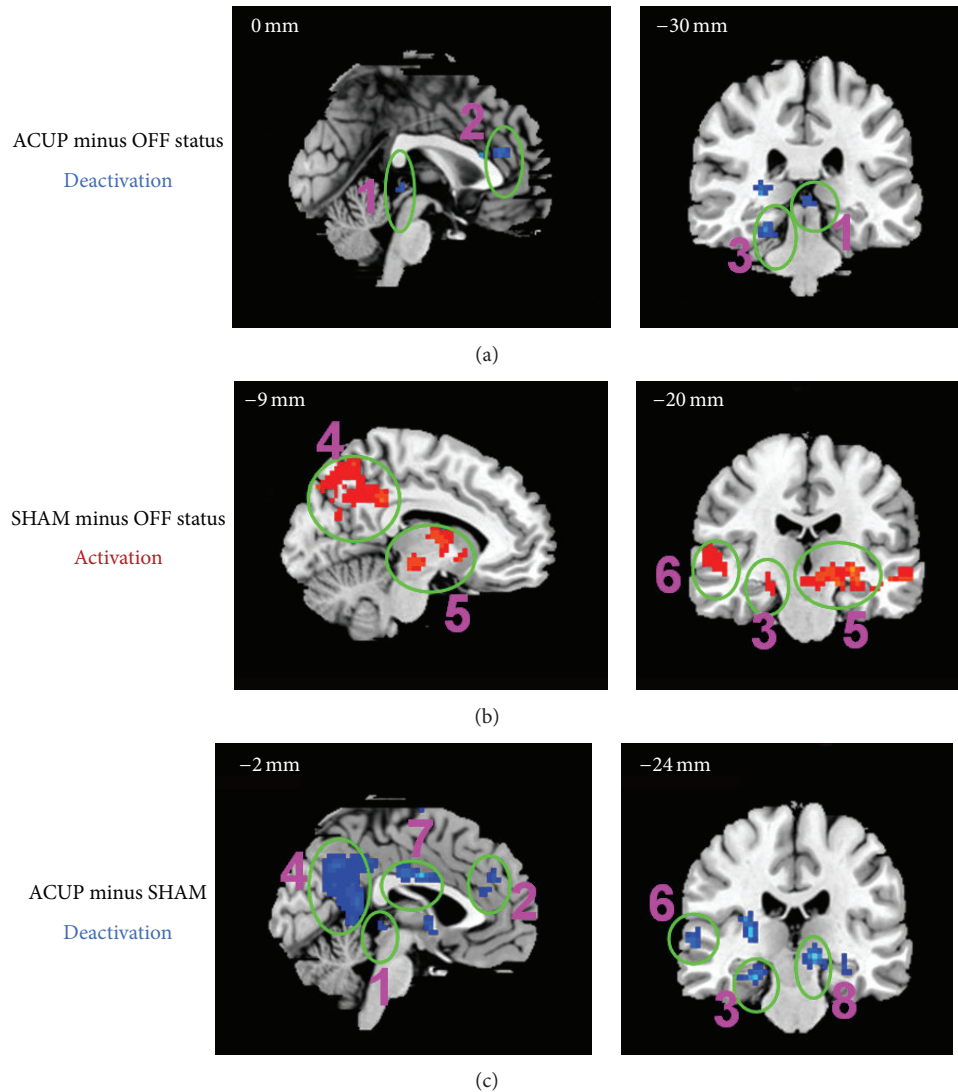 ACUP minus OFF status
Deactivation
0 mm
2
1
−30 mm
3
1
(a)
SHAM minus OFF status
Activation
−9 mm
4
5
−20 mm
6
3
5
(b)
ACUP minus SHAM
Deactivation
−2 mm
4
7
2
1
−24 mm
6
3
8
(c)